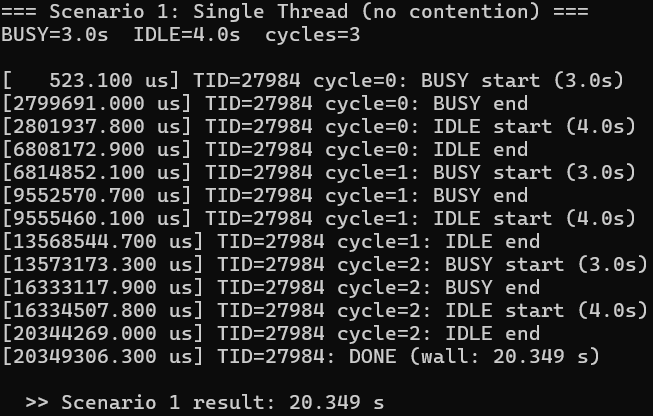 === Scenario 1: Single Thread (no contention) ===
BUSY=3.0s  IDLE=4.0s  cycles=3

[   523.100 us] TID=27984 cycle=0: BUSY start (3.0s)
[2799691.000 us] TID=27984 cycle=0: BUSY end
[2801937.800 us] TID=27984 cycle=0: IDLE start (4.0s)
[6808172.900 us] TID=27984 cycle=0: IDLE end
[6814852.100 us] TID=27984 cycle=1: BUSY start (3.0s)
[9552570.700 us] TID=27984 cycle=1: BUSY end
[9555460.100 us] TID=27984 cycle=1: IDLE start (4.0s)
[13568544.700 us] TID=27984 cycle=1: IDLE end
[13573173.300 us] TID=27984 cycle=2: BUSY start (3.0s)
[16333117.900 us] TID=27984 cycle=2: BUSY end
[16334507.800 us] TID=27984 cycle=2: IDLE start (4.0s)
[20344269.000 us] TID=27984 cycle=2: IDLE end
[20349306.300 us] TID=27984: DONE (wall: 20.349 s)

  >> Scenario 1 result: 20.349 s